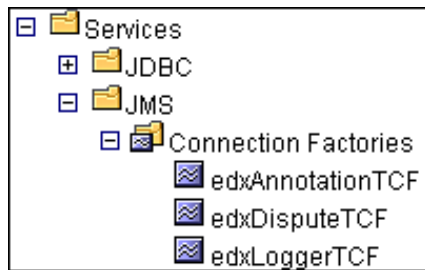 Services
JDBC
JMS
Connection Factories
edxAnnotationTCF
edxDisputeTCF
edxLoggerTCF